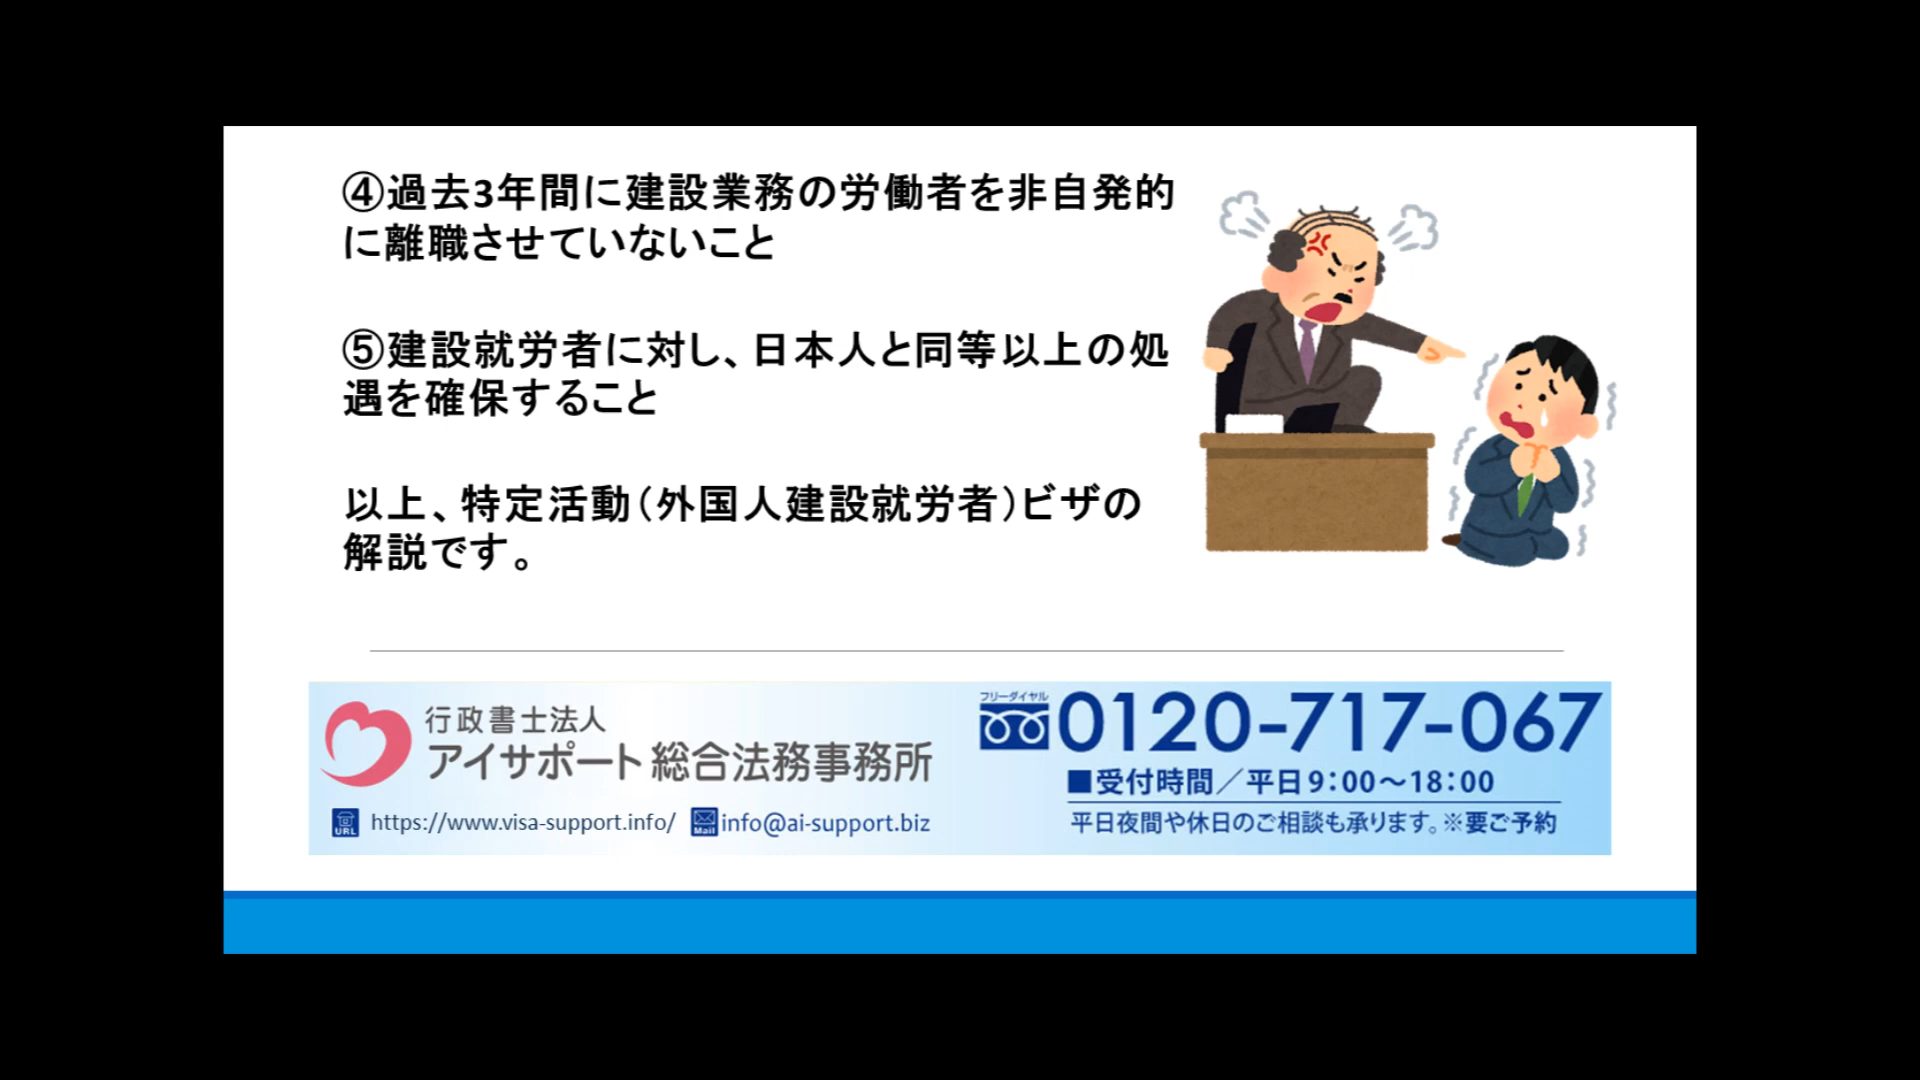 ④過去3年間に建設業務の労働者を非自発的
に離職させていないこと
⑤建設就労者に対し、日本人と同等以上の処
遇を確保すること
以上、特定活動(外国人建設就労者)ビザの
解説です。
行政書士法人
アイサポート総合法務事務所
URL https://www.visa-support.info/ Mail info@ai-support.biz
フリーダイヤル
0120-717-067
■受付時間/平日9:00～18:00
平日夜間や休日のご相談も承ります。※要ご予約